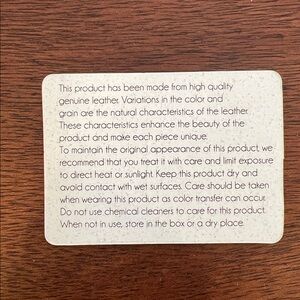 This product has been made from high quality
genuine leather. Variations in the color and
grain are the natural characteristics of the leather.
These characteristics enhance the beauty of the
product and make each piece unique.
To maintain the original appearance of this product, we
recommend that you treat it with care and limit exposure
to direct heat or sunlight. Keep this product dry and
avoid contact with wet surfaces. Care should be taken
when wearing this product as color transfer can occur.
Do not use chemical cleaners to care for this product.
When not in use, store in the box or a dry place.